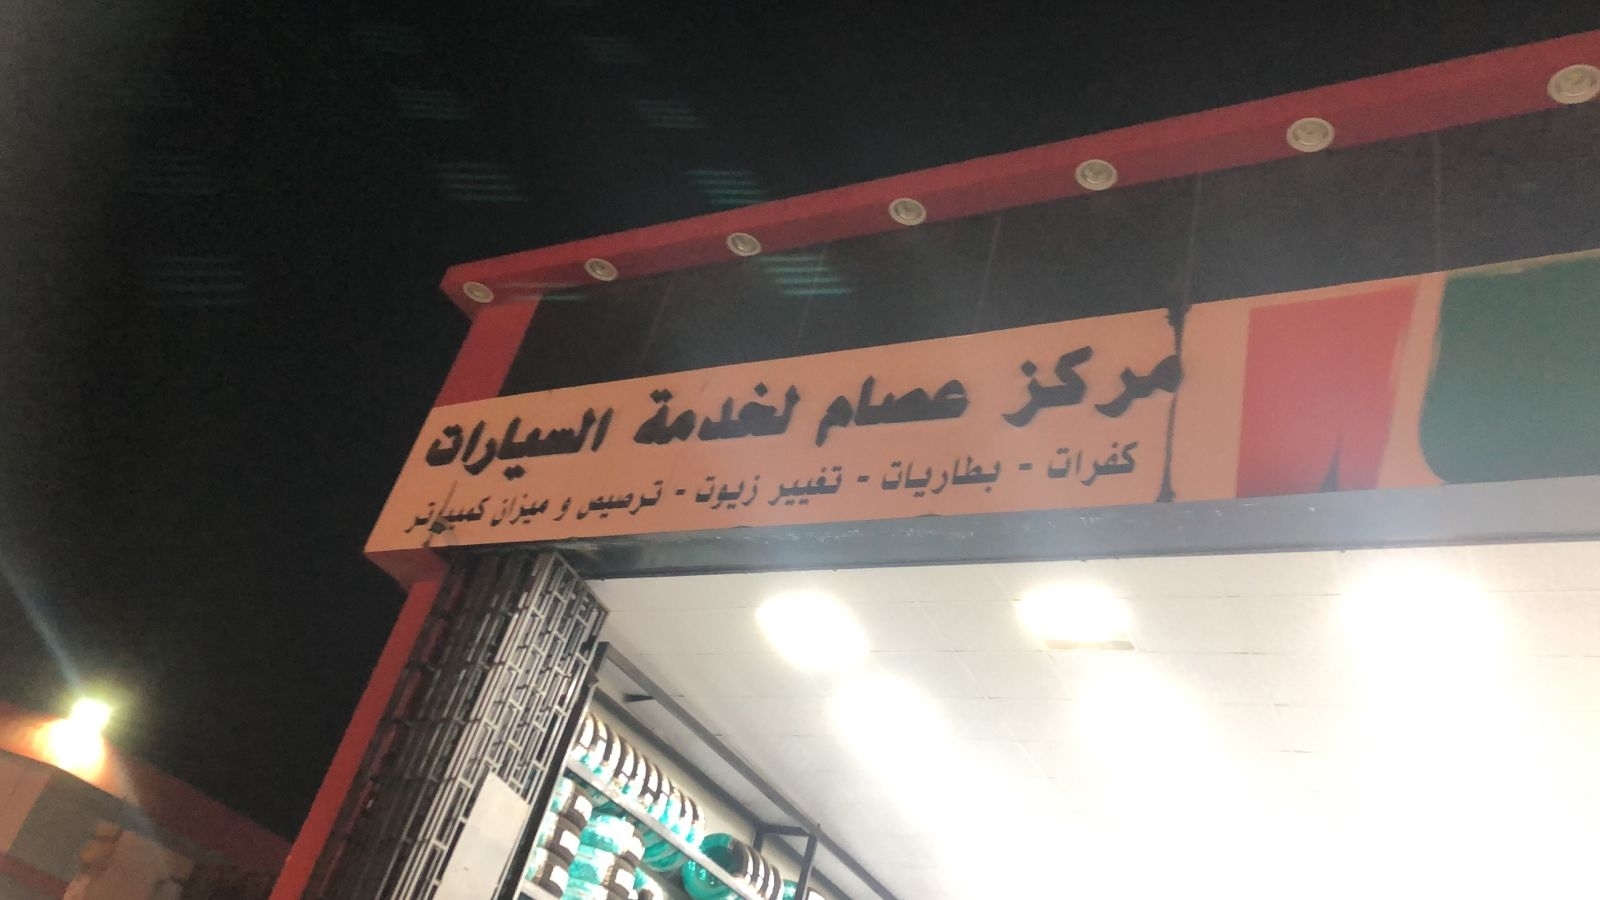 مركز عصام لخدمة السيارات
كفرات - بطاريات - تغيير زيوت - ترصيص و ميزان كمبيوتر